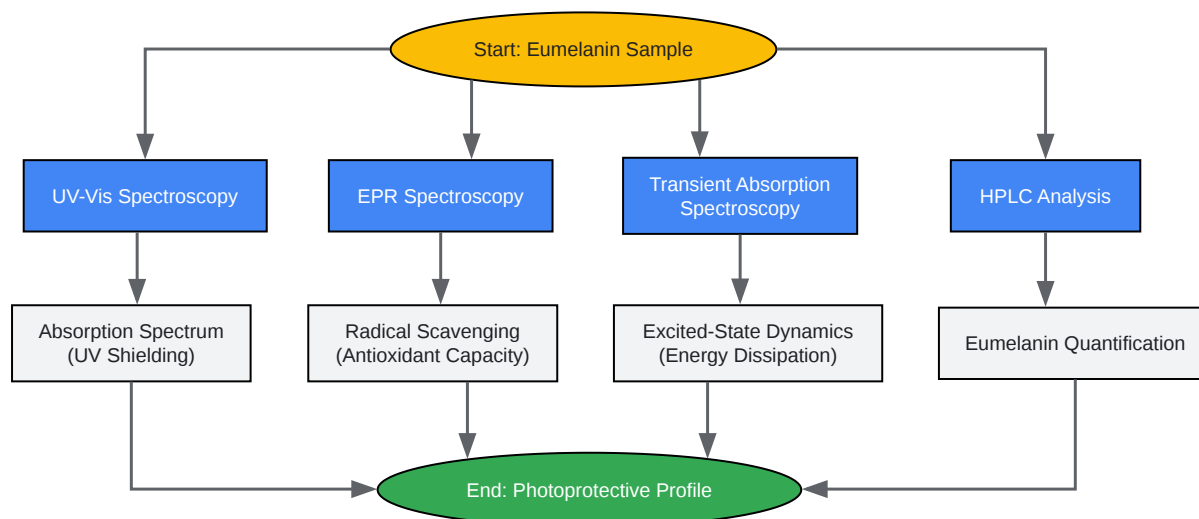 Start: Eumelanin Sample
UV-Vis Spectroscopy
EPR Spectroscopy
Transient Absorption
Spectroscopy
HPLC Analysis
Absorption Spectrum
(UV Shielding)
Radical Scavenging
(Antioxidant Capacity)
Excited-State Dynamics
(Energy Dissipation)
Eumelanin Quantification
End: Photoprotective Profile